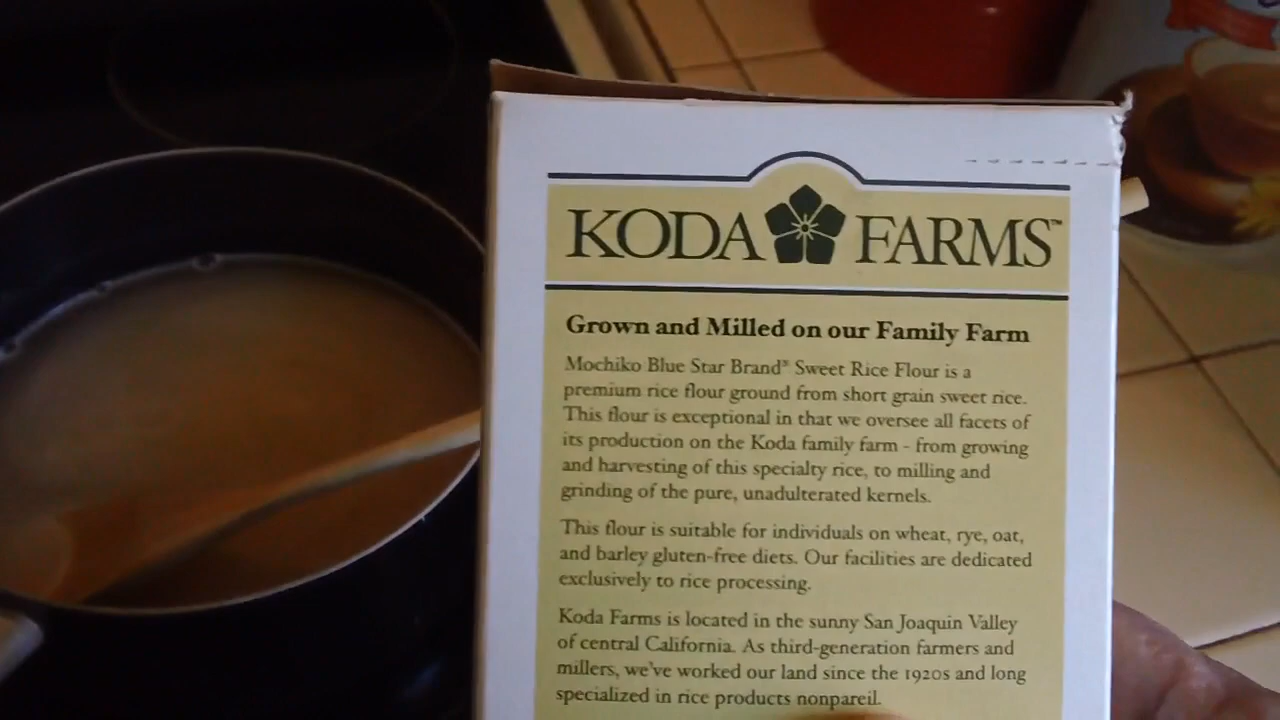 KODA FARMS™
Grown and Milled on our Family Farm
Mochiko Blue Star Brand® Sweet Rice Flour is a
premium rice flour ground from short grain sweet rice.
This flour is exceptional in that we oversee all facets of
its production on the Koda family farm - from growing
and harvesting of this specialty rice, to milling and
grinding of the pure, unadulterated kernels.
This flour is suitable for individuals on wheat, rye, oat,
and barley gluten-free diets. Our facilities are dedicated
exclusively to rice processing.
Koda Farms is located in the sunny San Joaquin Valley
of central California. As third-generation farmers and
millers, we've worked our land since the 1920s and long
specialized in rice products nonpareil.